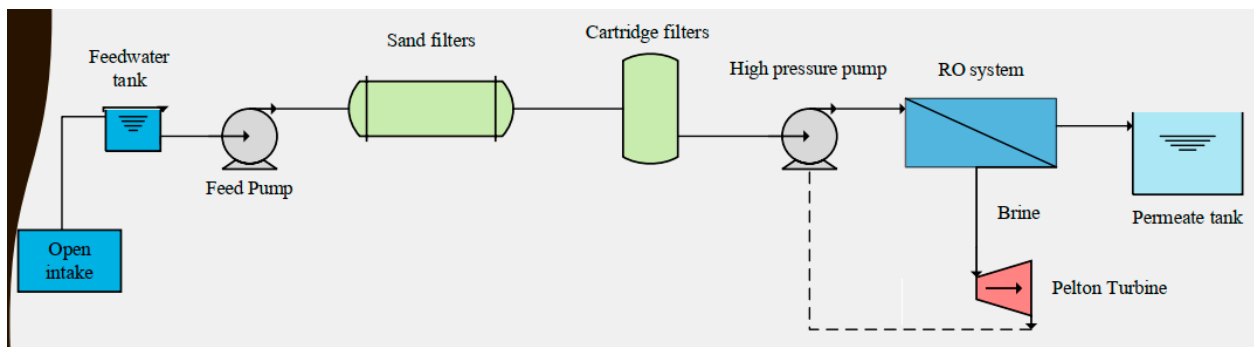 Feedwater
tank
Sand filters
Cartridge filters
High pressure pump
RO system
Feed Pump
Open
intake
Brine
Permeate tank
Pelton Turbine